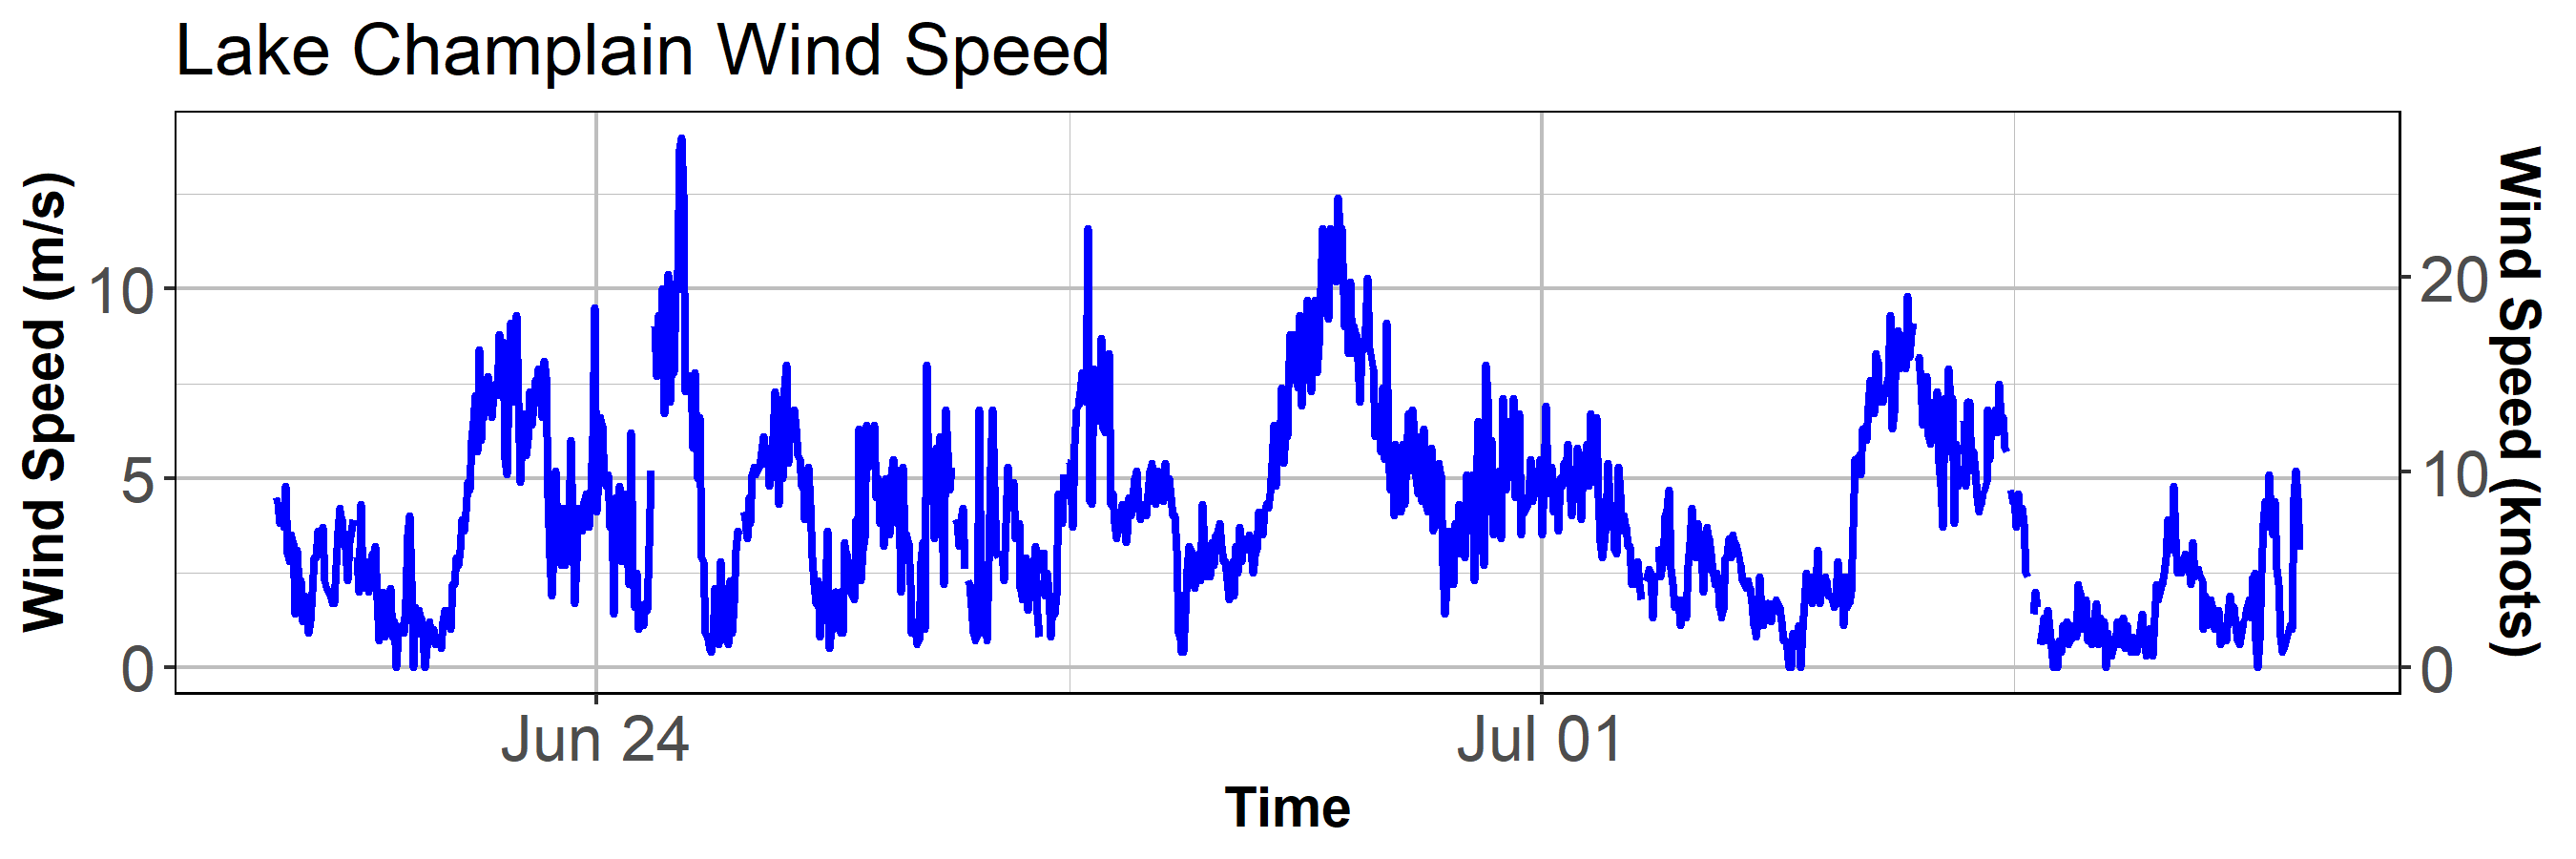 Lake Champlain Wind Speed
Wind Speed (m/s)
10
5
0
20
10
0
Wind Speed (knots)
Jun 24
Jul 01
Time